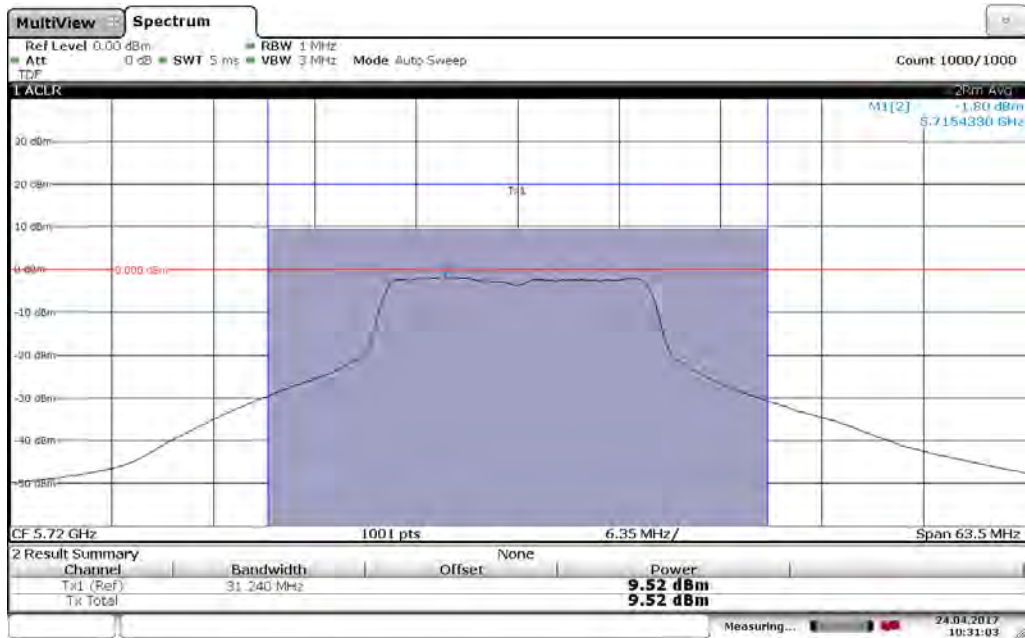 MultiView Spectrum
Ref Level 0.00 dBm RBW 1 MHz
Att 0 dB SWT 5 ms VBW 3 MHz Mode Auto Sweep Count 1000/1000
TDF
1 ACLR 2Rm Avg
M1[2] -1.80 dBm
5.7154330 GHz
30 dBm
20 dBm
Tx1
10 dBm
0 dBm 0.000 dBm
-10 dBm
-20 dBm
-30 dBm
-40 dBm
-50 dBm
CF 5.72 GHz 1001 pts 6.35 MHz/ Span 63.5 MHz
2 Result Summary None
Channel Bandwidth Offset Power
Tx1 (Ref) 31.240 MHz 9.52 dBm
Tx Total 9.52 dBm
Measuring... 24.04.2017
10:31:03